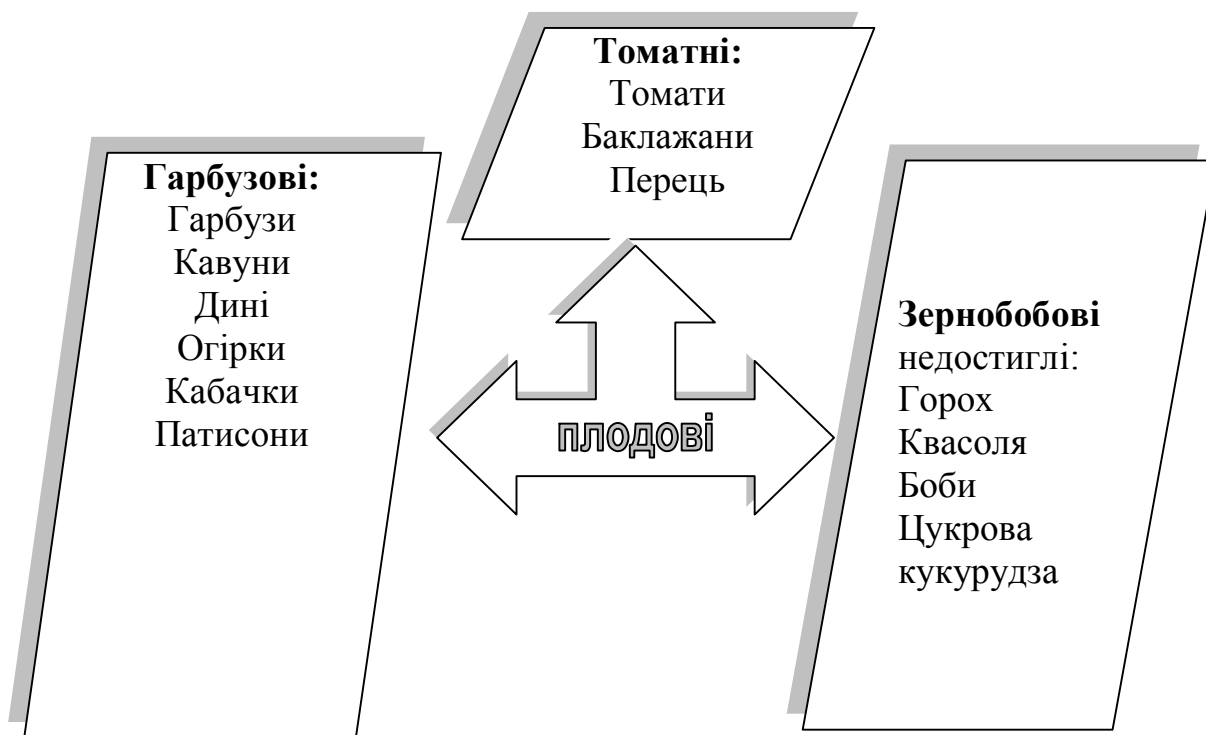 Томатні:
Томати
Баклажани
Перець
Гарбузові:
Гарбузи
Кавуни
Дині
Огірки
Кабачки
Патисони
плодові
Зернобобові
недостиглі:
Горох
Квасоля
Боби
Цукрова
кукурудза